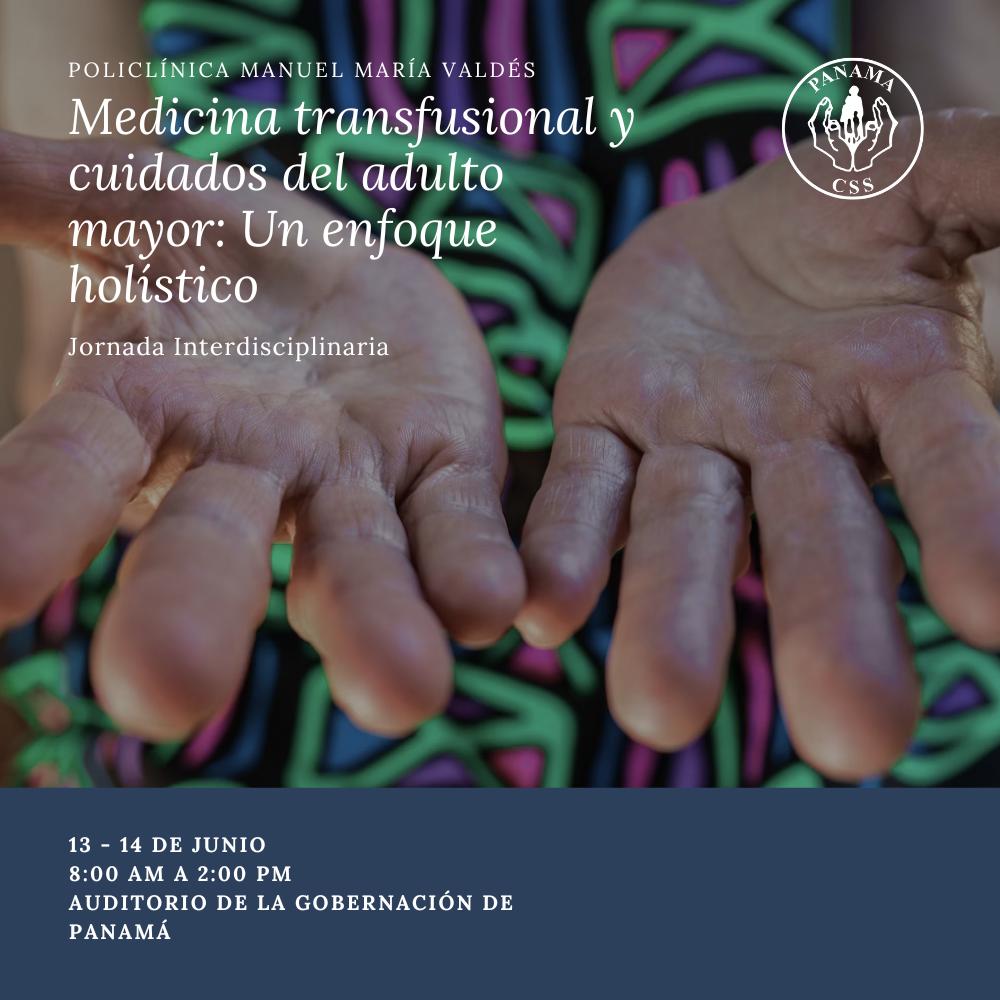 POLICLÍNICA MANUEL MARÍA VALDÉS
Medicina transfusional y
cuidados del adulto
mayor: Un enfoque
holístico
Jornada Interdisciplinaria
PANAMA
CSS
13 - 14 DE JUNIO
8:00 AM A 2:00 PM
AUDITORIO DE LA GOBERNACIÓN DE
PANAMÁ